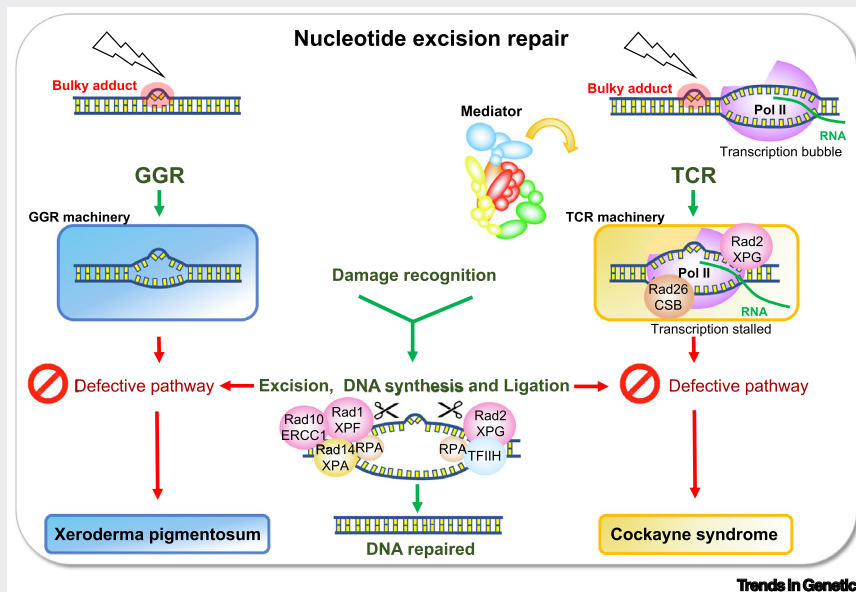 Nucleotide excision repair
Bulky adduct
Bulky adduct
Pol II
RNA
Transcription bubble
Mediator
GGR
TCR
GGR machinery
TCR machinery
Rad2
XPG
Pol II
Rad26
CSB
RNA
Transcription stalled
Damage recognition
Defective pathway
Excision, DNA synthesis and Ligation
Defective pathway
Rad10
ERCC1
Rad1
XPF
Rad14
XPA
RPA
RPA
Rad2
XPG
TFIIH
Xeroderma pigmentosum
DNA repaired
Cockayne syndrome
Trends in Genetic